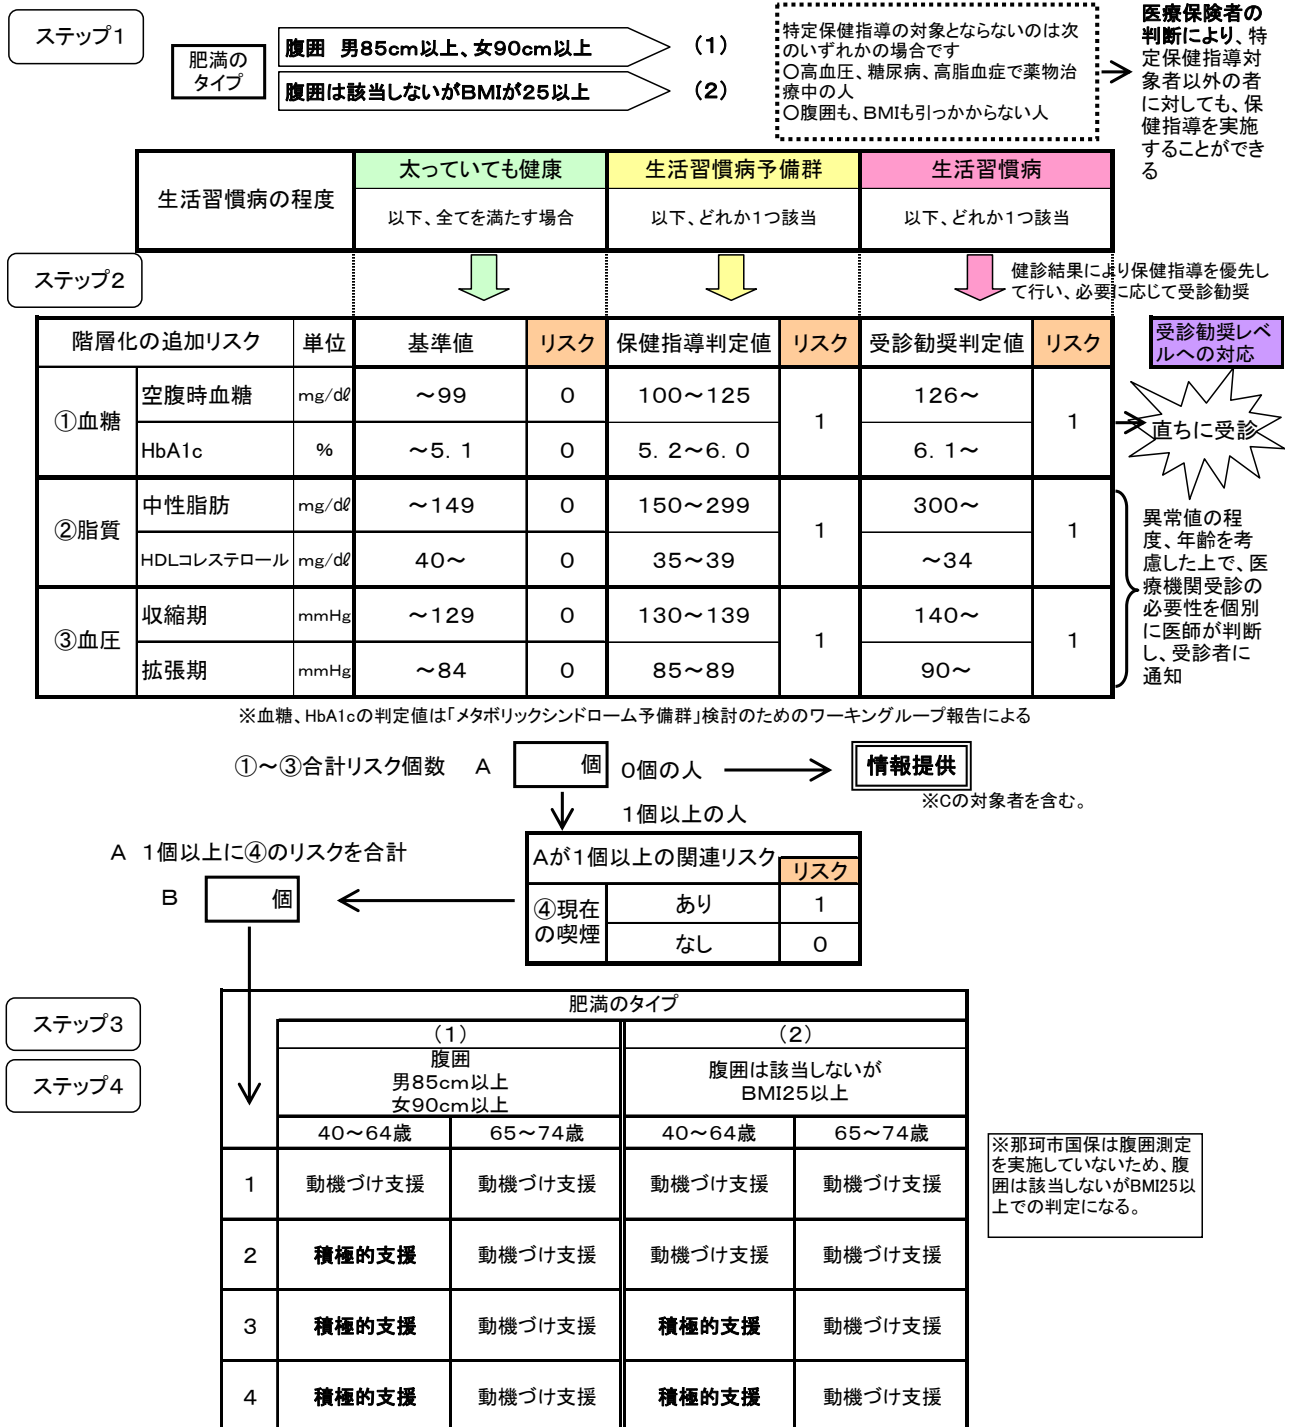 ステップ1
肥満の
タイプ
腹囲 男85cm以上、女90cm以上
(1)
腹囲は該当しないがBMIが25以上
(2)
特定保健指導の対象とならないのは次
のいずれかの場合です
○高血圧、糖尿病、高脂血症で薬物治
療中の人
○腹囲も、BMIも引っかからない人
医療保険者の
判断により、特
定保健指導対
象者以外の者
に対しても、保
健指導を実施
することができ
る
生活習慣病の程度
太っていても健康
生活習慣病予備群
生活習慣病
以下、全てを満たす場合
以下、どれか1つ該当
以下、どれか1つ該当
ステップ2
健診結果により保健指導を優先し
て行い、必要に応じて受診勧奨
階層化の追加リスク 単位 基準値 リスク 保健指導判定値 リスク 受診勧奨判定値 リスク
受診勧奨レベ
ルへの対応
①血糖
空腹時血糖 mg/dℓ ～99 0 100～125 1 126～ 1
HbA1c % ～5.1 0 5.2～6.0 6.1～
直ちに受診
②脂質
中性脂肪 mg/dℓ ～149 0 150～299 1 300～ 1
HDLコレステロール mg/dℓ 40～ 0 35～39 ～34
③血圧
収縮期 mmHg ～129 0 130～139 1 140～ 1
拡張期 mmHg ～84 0 85～89 90～
異常値の程
度、年齢を考
慮した上で、医
療機関受診の
必要性を個別
に医師が判断
し、受診者に
通知
※血糖、HbA1cの判定値は「メタボリックシンドローム予備群」検討のためのワーキングループ報告による
①～③合計リスク個数 A 個 0個の人
情報提供
※Cの対象者を含む。
1個以上の人
A 1個以上に④のリスクを合計
B 個
Aが1個以上の関連リスク
リスク
④現在
の喫煙
あり 1
なし 0
ステップ3
ステップ4
肥満のタイプ
(1) (2)
腹囲
男85cm以上
女90cm以上
腹囲は該当しないが
BMI25以上
40～64歳 65～74歳 40～64歳 65～74歳
1 動機づけ支援 動機づけ支援 動機づけ支援 動機づけ支援
2 積極的支援 動機づけ支援 動機づけ支援 動機づけ支援
3 積極的支援 動機づけ支援 積極的支援 動機づけ支援
4 積極的支援 動機づけ支援 積極的支援 動機づけ支援
※那珂市国保は腹囲測定
を実施していないため、腹
囲は該当しないがBMI25以
上での判定になる。